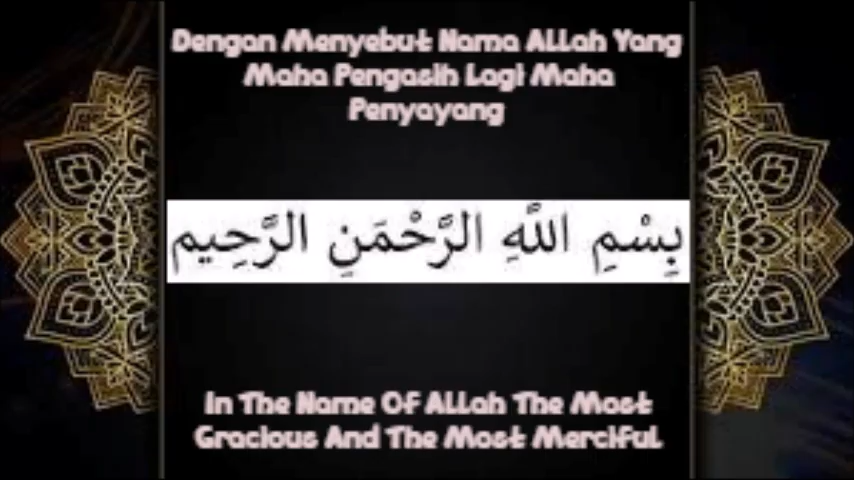 Dengan Menyebut Nama Allah Yang
Maha Pengasih Lagi Maha
Penyayang
بِسْمِ اللَّهِ الرَّحْمَنِ الرَّحِيم
In The Name Of Allah The Most
Gracious And The Most Merciful